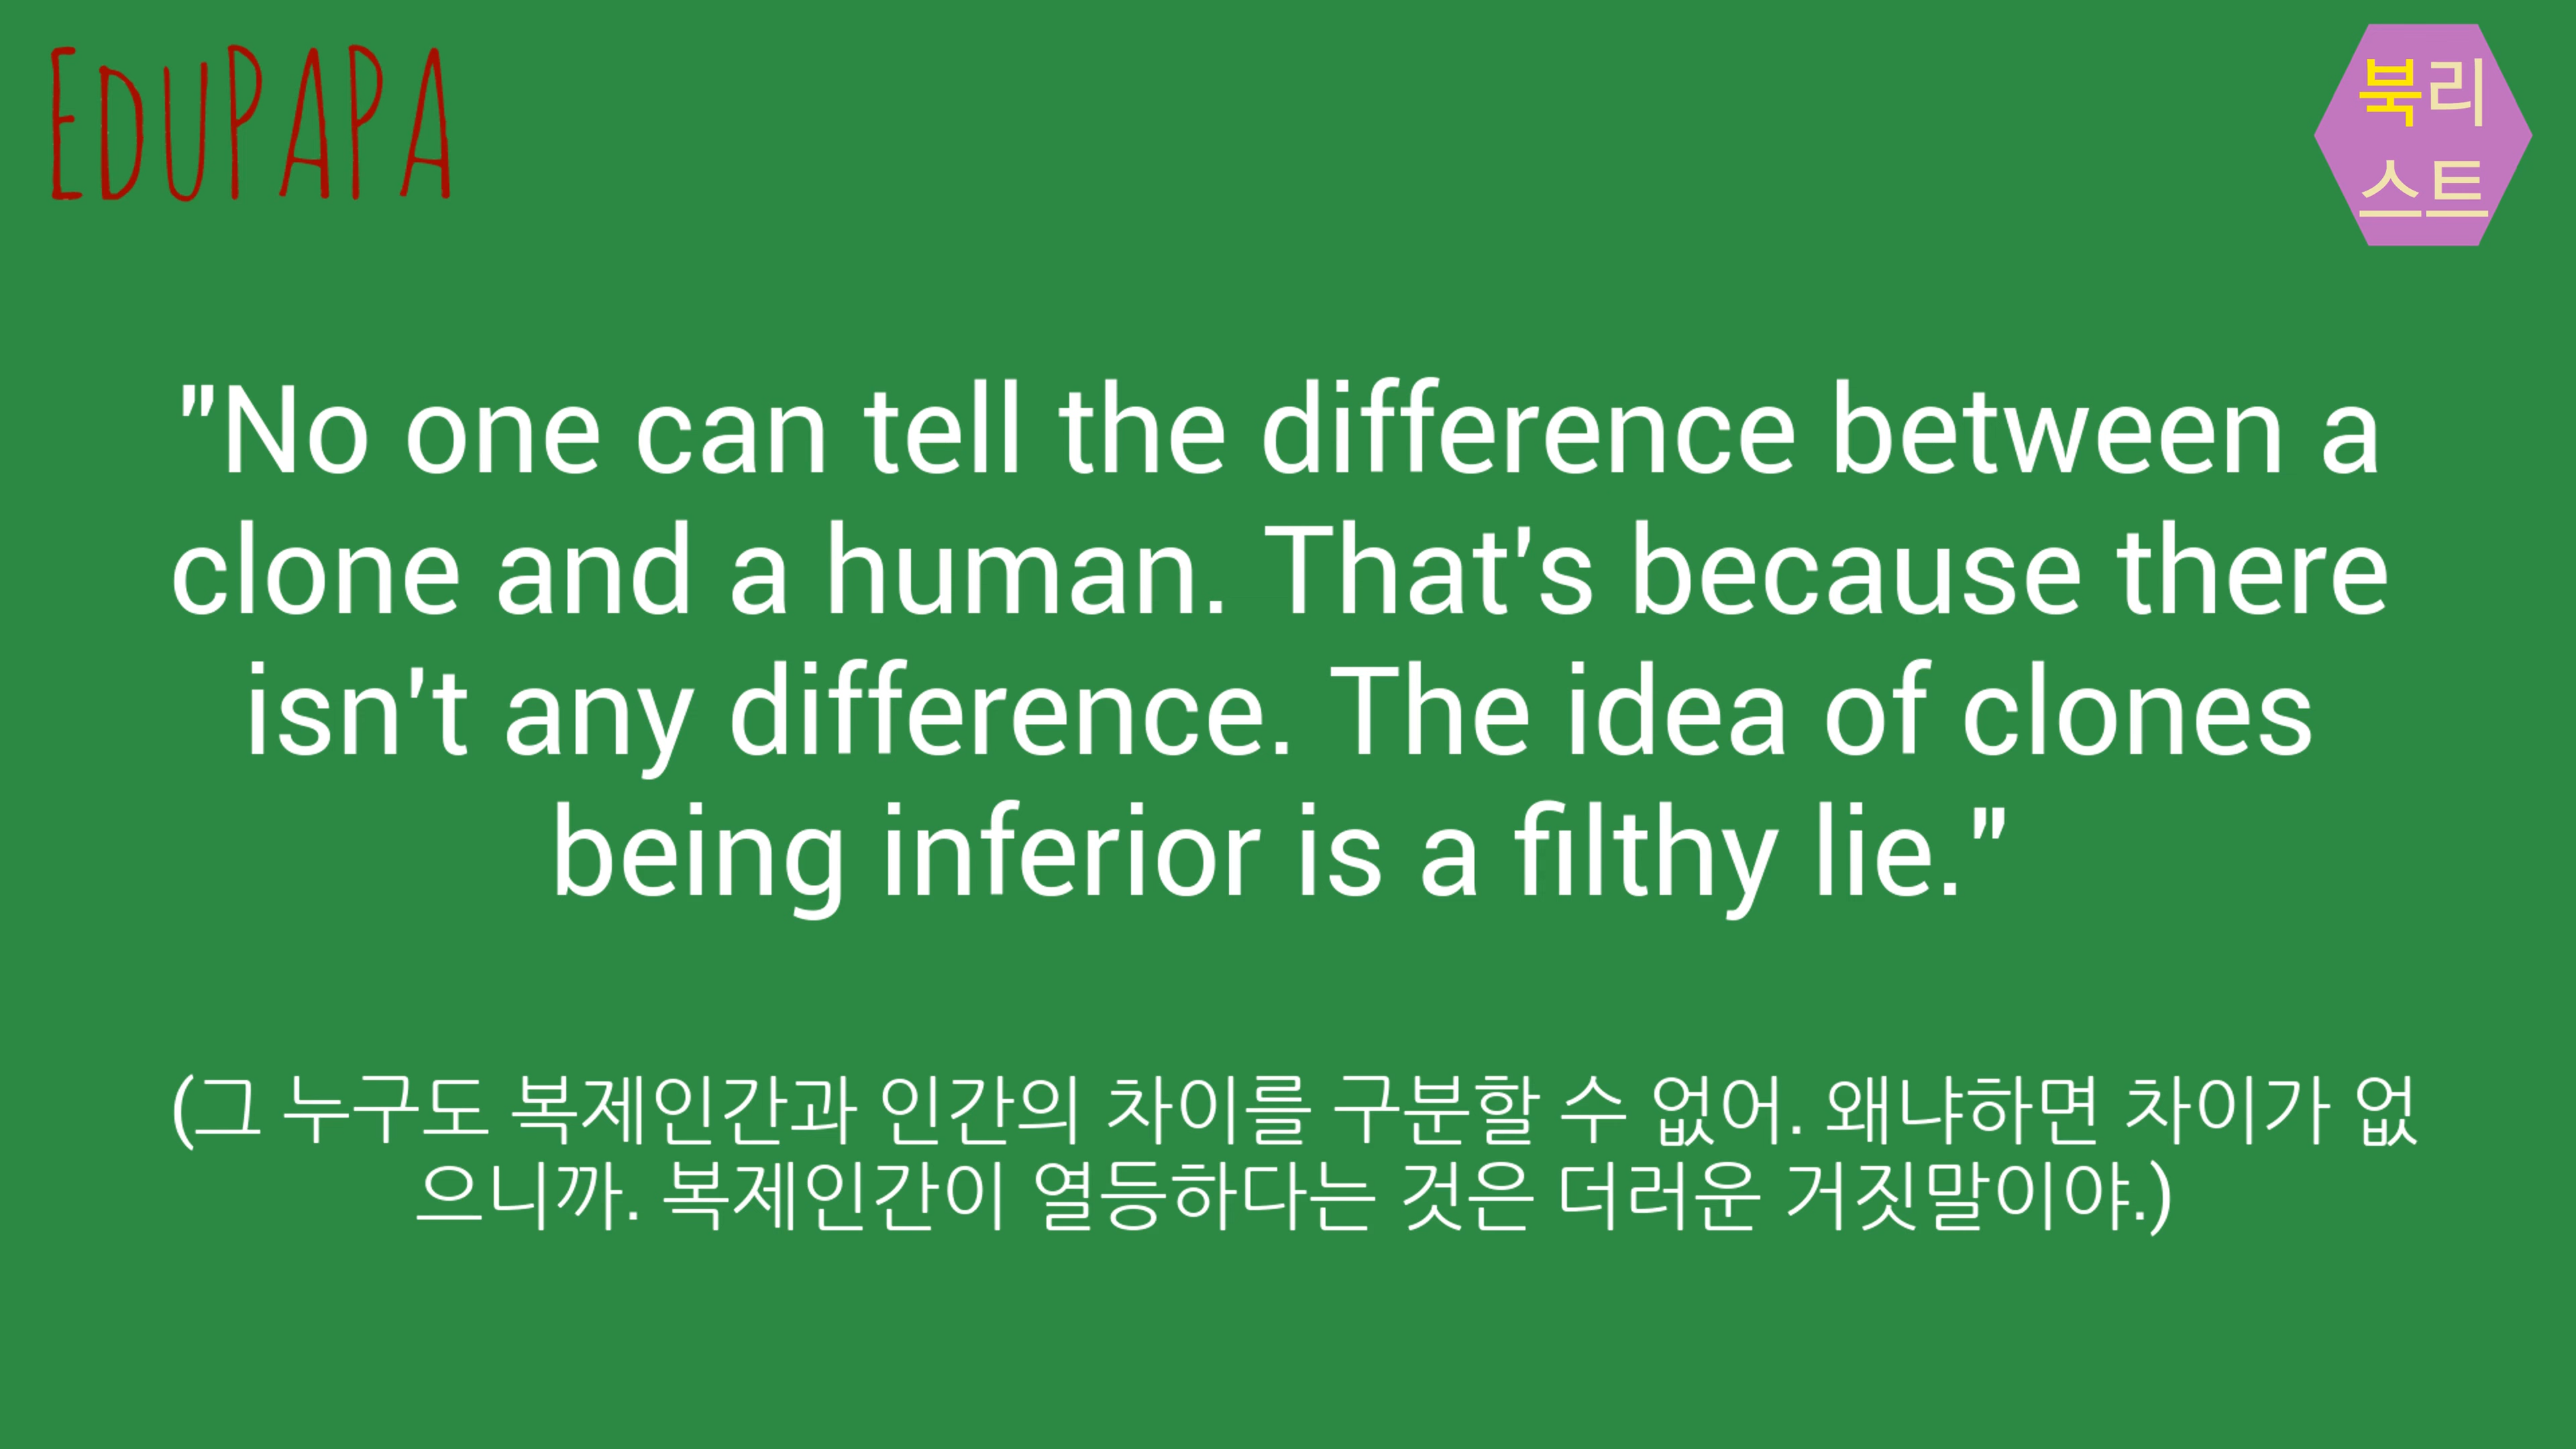 EDUPAPA
북리
스트
"No one can tell the difference between a
clone and a human. That's because there
isn't any difference. The idea of clones
being inferior is a filthy lie."
(그 누구도 복제인간과 인간의 차이를 구분할 수 없어. 왜냐하면 차이가 없
으니까. 복제인간이 열등하다는 것은 더러운 거짓말이야.)